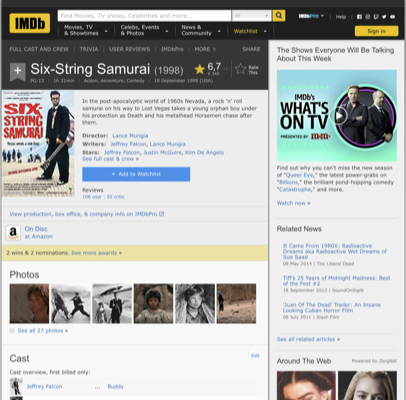 IMDb
Find Movies, TV shows, Celebrities and more...
All
IMDbPro
Help
Movies, TV
& Showtimes
Celebs, Events
& Photos
News &
Community
Watchlist
Sign in
FULL CAST AND CREW | TRIVIA | USER REVIEWS | IMDbPro | MORE
SHARE
+
Six-String Samurai (1998)
6,7
Rate
This
PG-13 | 1h 31min | Action, Adventure, Comedy | 18 September 1998 (USA)
SIX
STRING
SAMURAI
In the post-apocalyptic world of 1960s Nevada, a rock 'n' roll
samurai on his way to Lost Vegas takes a young orphan boy under
his protection as Death and his metalhead Horsemen chase after
them.
Director: Lance Mungia
Writers: Jeffrey Falcon, Lance Mungia
Stars: Jeffrey Falcon, Justin McGuire, Kim De Angelo |
See full cast & crew »
+ Add to Watchlist
Reviews
106 user | 55 critic
View production, box office, & company info on IMDbPro
a
On Disc
at Amazon
2 wins & 2 nominations. See more awards »
Photos
See all 27 photos »
Cast
Edit
Cast overview, first billed only:
Jeffrey Falcon ... Buddy
The Shows Everyone Will Be Talking
About This Week
IMDb's
WHAT'S
ON TV
PRESENTED BY
Find out why you can't miss the new season
of "Queer Eye," the latest power-grabs on
"Billions," the brilliant pond-hopping comedy
"Catastrophe," and more.
Watch now »
Related News
It Came From 1980X: Radioactive
Dreams aka Radioactive Wet Dreams of
Sue Saad
09 May 2014 | The Liberal Dead
Tiff's 25 Years of Midnight Madness: Best
of the Fest #2
18 September 2013 | SoundOnSight
'Juan Of The Dead' Trailer: An Insane
Looking Cuban Horror Film
08 July 2011 | Slash Film
See all related articles »
Around The Web
Powered by ZergNet